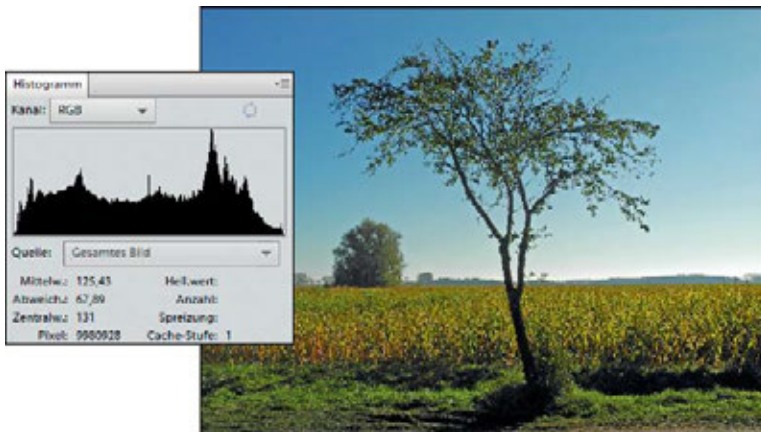 Histogramm
Kanal: RGB
Quelle: Gesamtes Bild
Mittelw.: 125,43 Hell.wert:
Abweich.: 67,89 Anzahl:
Zentralw.: 131 Spreizung:
Pixel: 9980928 Cache-Stufe: 1